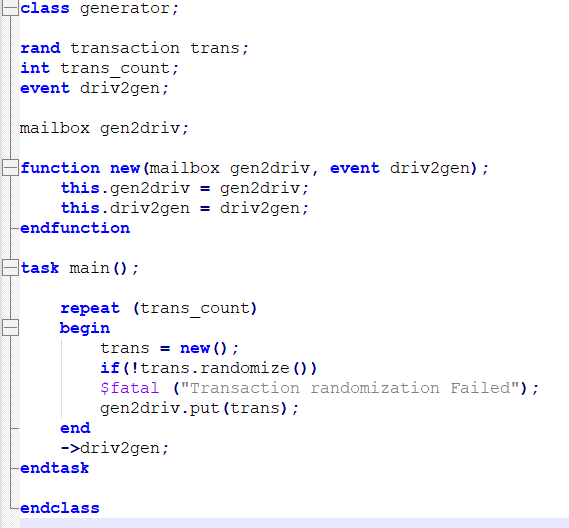 class generator;
rand transaction trans;
int trans_count;
event driv2gen;
mailbox gen2driv;
function new(mailbox gen2driv, event driv2gen);
this.gen2driv = gen2driv;
this.driv2gen = driv2gen;
endfunction
task main();
repeat (trans_count)
begin
trans = new();
if(!trans.randomize())
$fatal ("Transaction randomization Failed");
gen2driv.put(trans);
end
->driv2gen;
endtask
endclass